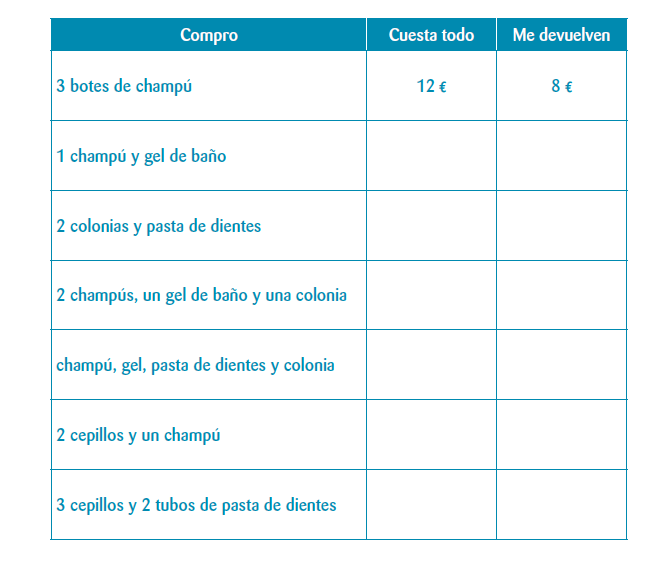 Compro Cuesta todo Me devuelven
3 botes de champú 12 € 8 €
1 champú y gel de baño
2 colonias y pasta de dientes
2 champús, un gel de baño y una colonia
champú, gel, pasta de dientes y colonia
2 cepillos y un champú
3 cepillos y 2 tubos de pasta de dientes